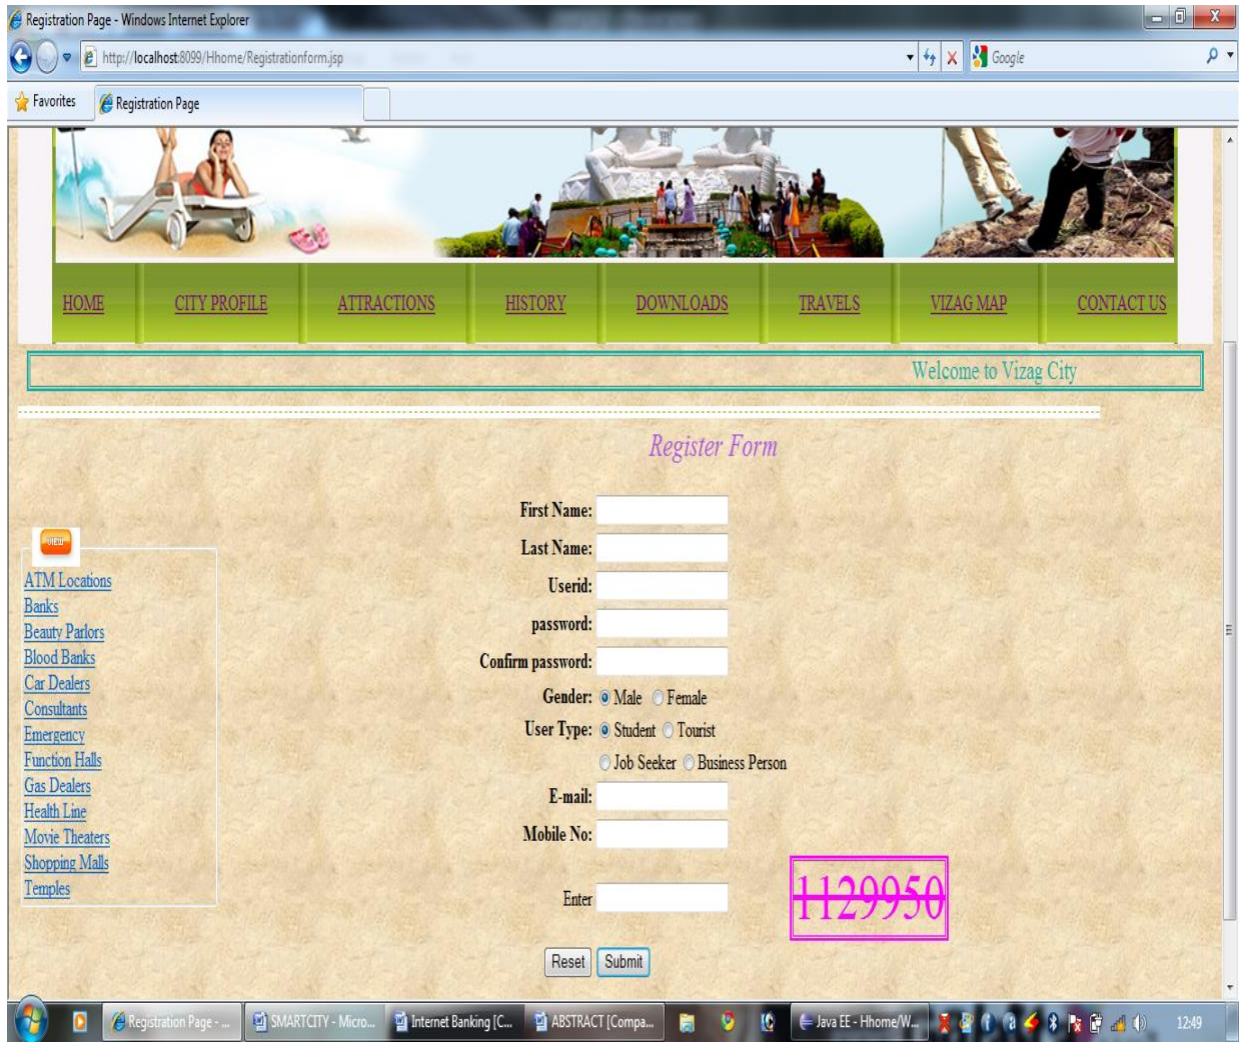 Registration Page - Windows Internet Explorer
http://localhost:8099/Hhome/Registrationform.jsp
Google
Favorites
Registration Page
HOME CITY PROFILE ATTRACTIONS HISTORY DOWNLOADS TRAVELS VIZAG MAP CONTACT US
Welcome to Vizag City
Register Form
First Name:
Last Name:
Userid:
password:
Confirm password:
Gender: Male Female
User Type: Student Tourist
Job Seeker Business Person
E-mail:
Mobile No:
Enter 1129950
Reset Submit
VIEW
ATM Locations
Banks
Beauty Parlors
Blood Banks
Car Dealers
Consultants
Emergency
Function Halls
Gas Dealers
Health Line
Movie Theaters
Shopping Malls
Temples
Registration Page - ... SMARTCITY - Micro... Internet Banking [C... ABSTRACT [Compa... Java EE - Hhome/W... 12:49